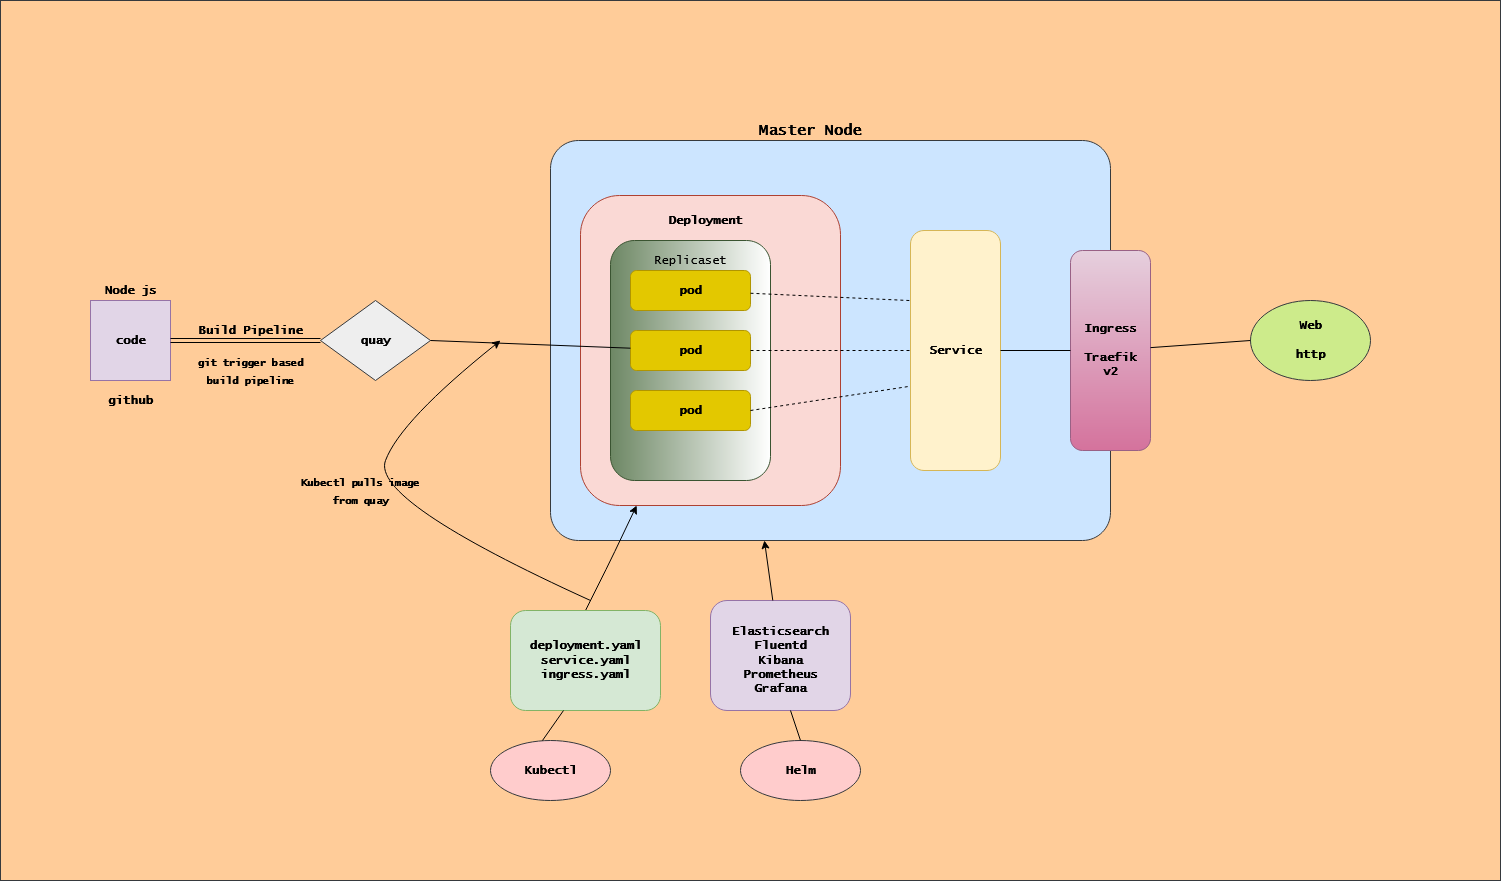 Master Node
Deployment
Replicaset
pod
pod
pod
Service
Ingress
Traefik
v2
Web
http
Node js
code
github
Build Pipeline
git trigger based
build pipeline
quay
Kubectl pulls image
from quay
deployment.yaml
service.yaml
ingress.yaml
Kubectl
Elasticsearch
Fluentd
Kibana
Prometheus
Grafana
Helm